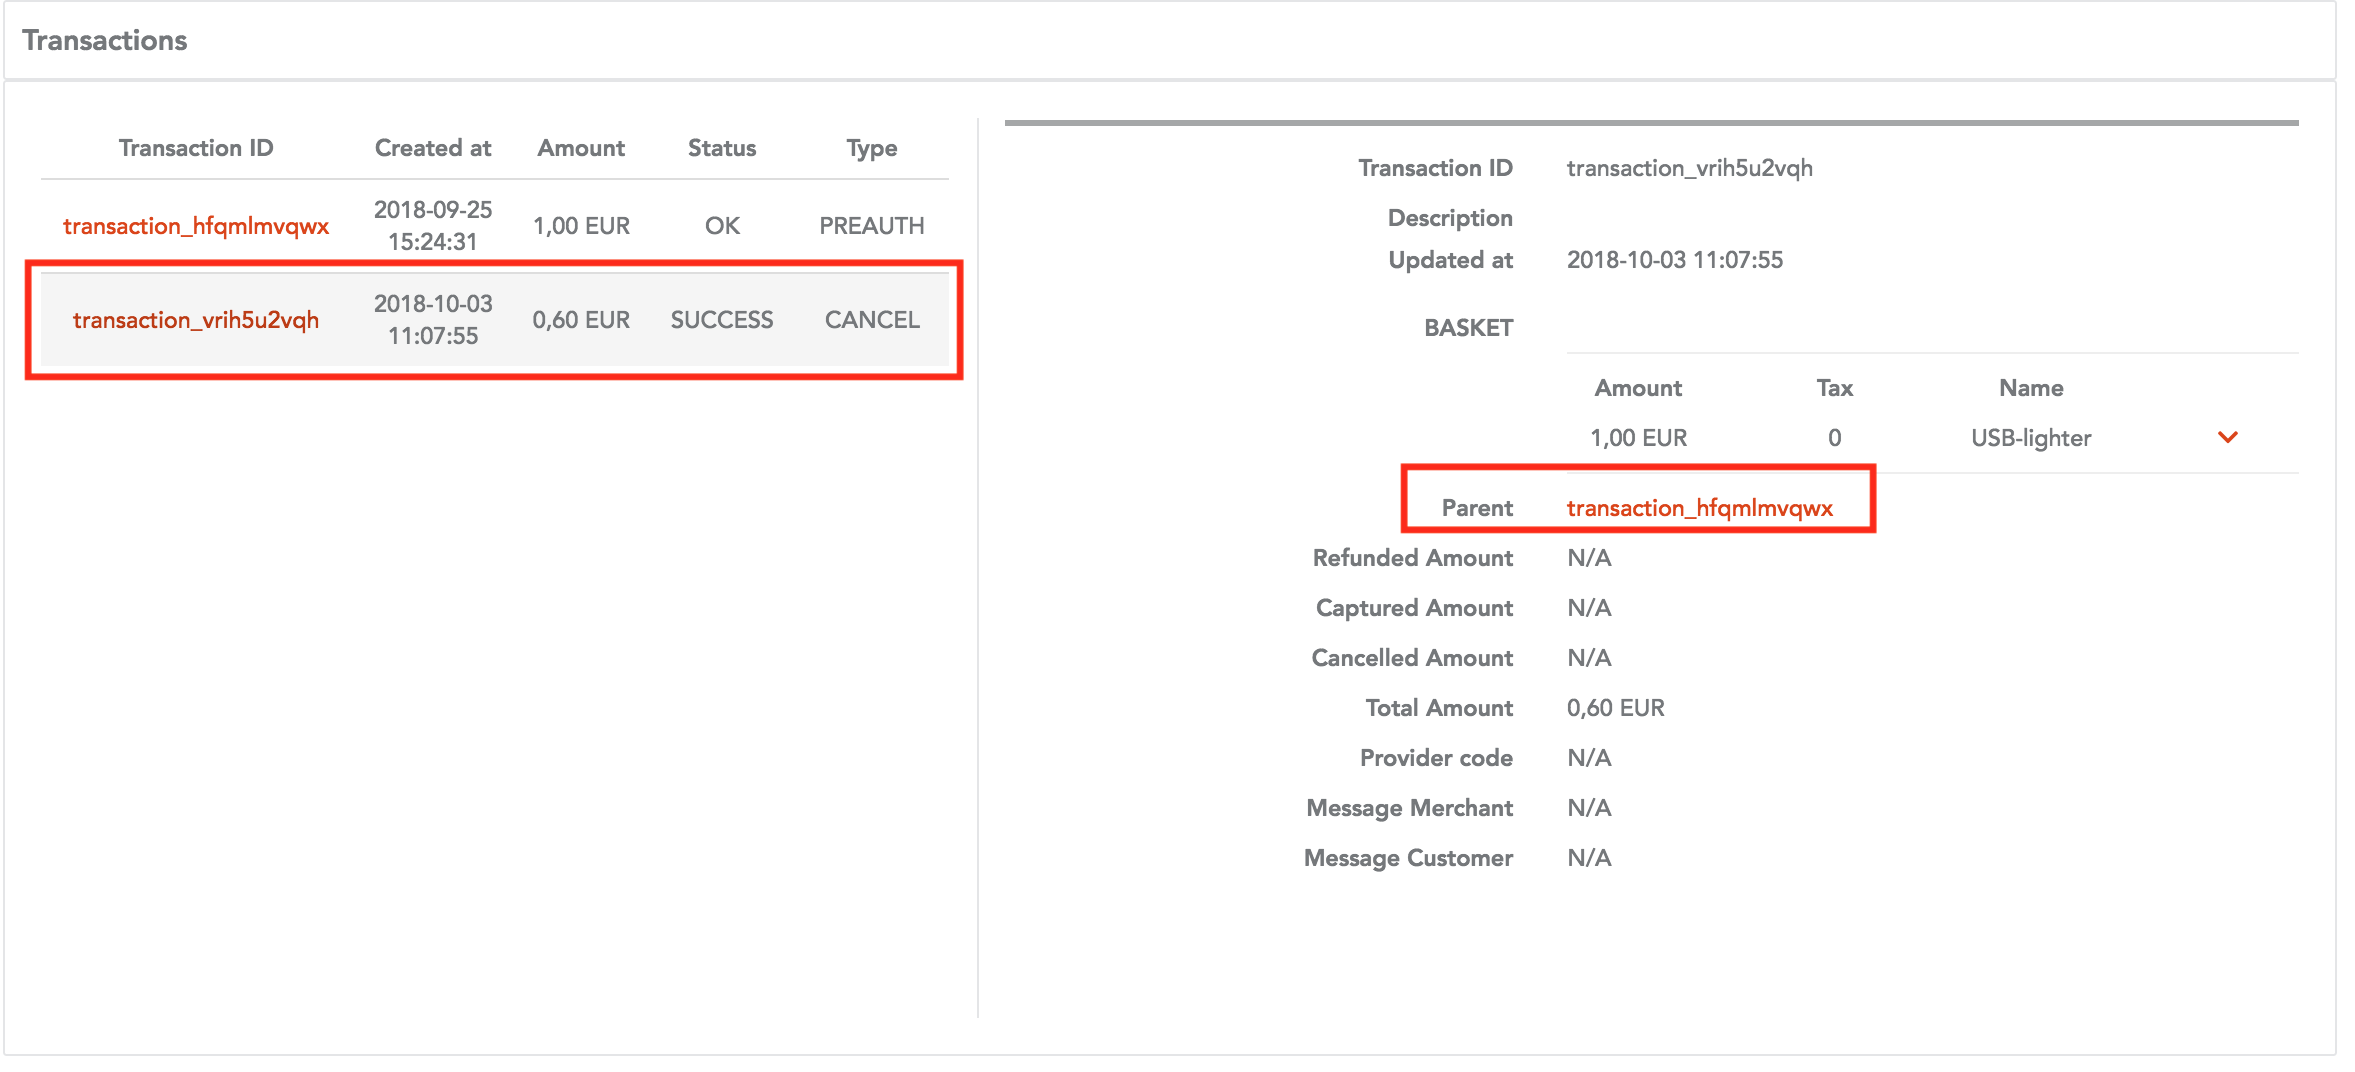 Transactions
Transaction ID Created at Amount Status Type
transaction_hfqmlmvqwx 2018-09-25 15:24:31 1,00 EUR OK PREAUTH
transaction_vrih5u2vqh 2018-10-03 11:07:55 0,60 EUR SUCCESS CANCEL
Transaction ID transaction_vrih5u2vqh
Description
Updated at 2018-10-03 11:07:55
BASKET
Amount Tax Name
1,00 EUR 0 USB-lighter
Parent transaction_hfqmlmvqwx
Refunded Amount N/A
Captured Amount N/A
Cancelled Amount N/A
Total Amount 0,60 EUR
Provider code N/A
Message Merchant N/A
Message Customer N/A